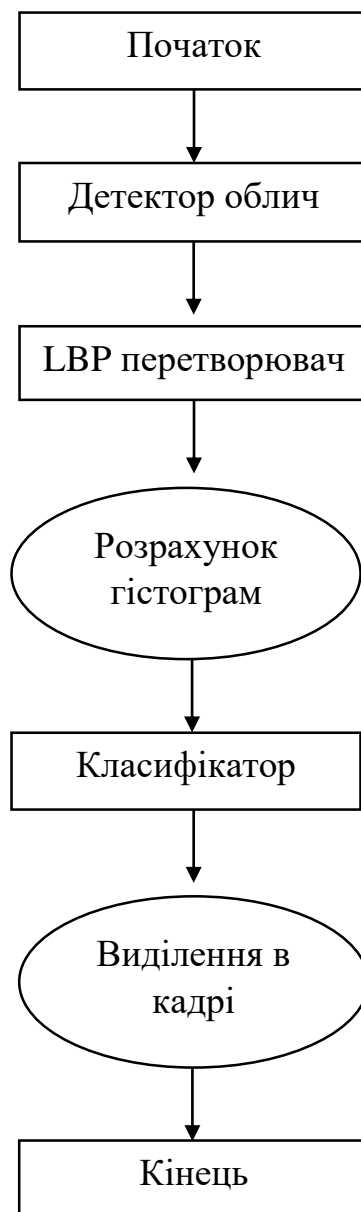 Початок
Детектор облич
LBP перетворювач
Розрахунок
гістограм
Класифікатор
Виділення в
кадрі
Кінець